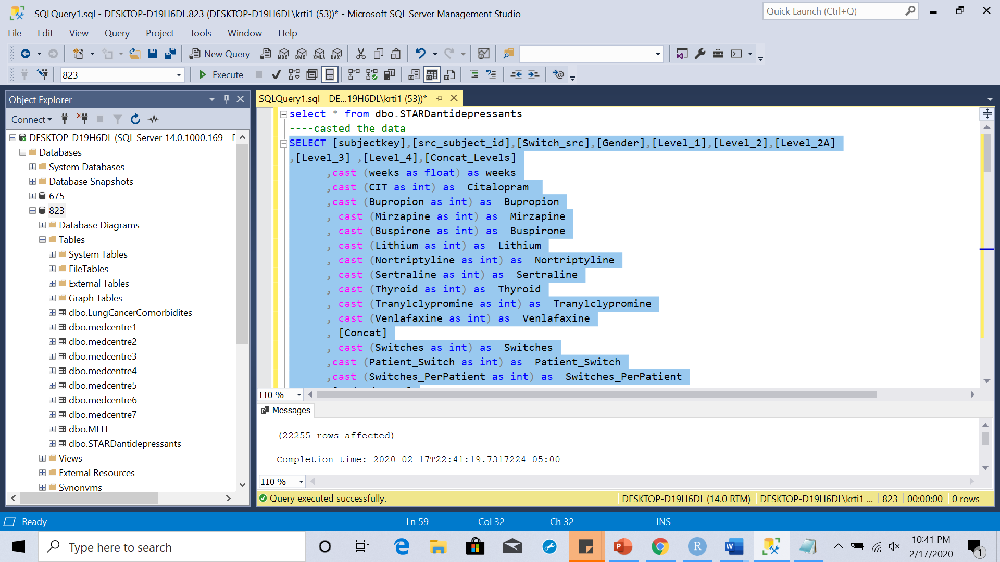 SQLQuery1.sql - DESKTOP-D19H6DL.823 (DESKTOP-D19H6DL\krti1 (53))* - Microsoft SQL Server Management Studio
Quick Launch (Ctrl+Q)
File Edit View Query Project Tools Window Help
New Query MDX DMX XMLA DAX
823 Execute
Object Explorer
Connect
DESKTOP-D19H6DL (SQL Server 14.0.1000.169 - D
Databases
System Databases
Database Snapshots
675
823
Database Diagrams
Tables
System Tables
FileTables
External Tables
Graph Tables
dbo.LungCancerComorbidites
dbo.medcentre1
dbo.medcentre2
dbo.medcentre3
dbo.medcentre4
dbo.medcentre5
dbo.medcentre6
dbo.medcentre7
dbo.MFH
dbo.STARDantidepressants
Views
External Resources
Synonyms
SQLQuery1.sql - DE...19H6DL\krti1 (53))*
select * from dbo.STARDantidepressants
----casted the data
SELECT [subjectkey],[src_subject_id],[Switch_src],[Gender],[Level_1],[Level_2],[Level_2A]
,[Level_3] ,[Level_4],[Concat_Levels]
,cast (weeks as float) as weeks
,cast (CIT as int) as Citalopram
,cast (Bupropion as int) as Bupropion
, cast (Mirzapine as int) as Mirzapine
, cast (Buspirone as int) as Buspirone
, cast (Lithium as int) as Lithium
, cast (Nortriptyline as int) as Nortriptyline
, cast (Sertraline as int) as Sertraline
, cast (Thyroid as int) as Thyroid
, cast (Tranylclypromine as int) as Tranylclypromine
, cast (Venlafaxine as int) as Venlafaxine
, [Concat]
, cast (Switches as int) as Switches
,cast (Patient_Switch as int) as Patient_Switch
,cast (Switches_PerPatient as int) as Switches_PerPatient
110 %
Messages
(22255 rows affected)
Completion time: 2020-02-17T22:41:19.7317224-05:00
110 %
Query executed successfully. DESKTOP-D19H6DL (14.0 RTM) DESKTOP-D19H6DL\krti1 ... 823 00:00:00 0 rows
Ready Ln 59 Col 32 Ch 32 INS
Type here to search
10:41 PM
2/17/2020
1